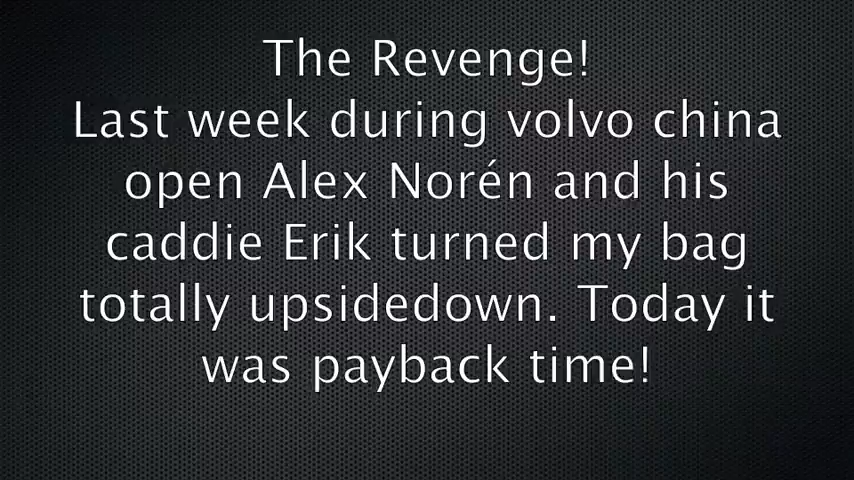 The Revenge!
Last week during volvo china
open Alex Norén and his
caddie Erik turned my bag
totally upsidedown. Today it
was payback time!